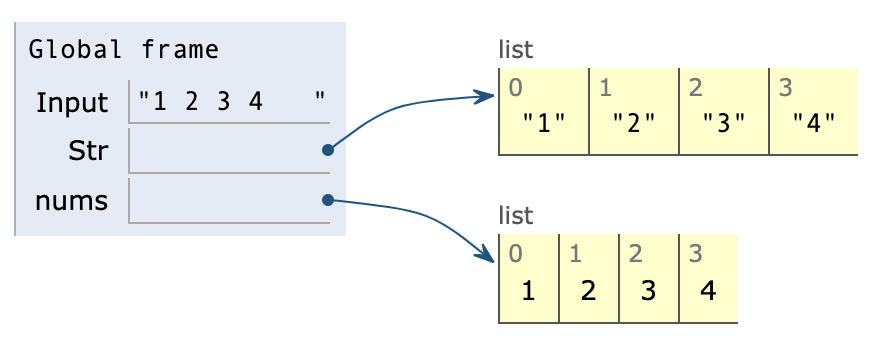 Global frame
Input "1 2 3 4   "
Str
nums
list
0 1 2 3
"1" "2" "3" "4"
list
0 1 2 3
1 2 3 4